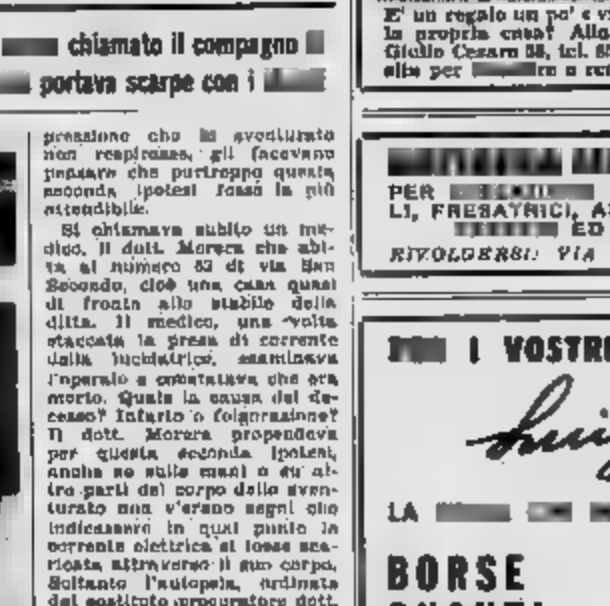 chiamato il compagno
portava scarpe con i
pressione che lo sventurato
non respirasse, gli facevano
pensare che purtroppo questa
seconda ipotesi fosse la più
attendibile.
Si chiamava subito un me-
dico, il dott. Morera che abi-
ta al numero 53 di via San
Secondo, cioè una casa quasi
di fronte allo stabile della
ditta. Il medico, una volta
staccata la presa di corrente
dalla lucidatrice, esaminava
l'operaio e constatava che era
morto. Quale la causa del de-
cesso? Infarto o folgorazione?
Il dott. Morera propendeva
per questa seconda ipotesi,
anche se sulle mani o su al-
tre parti del corpo dello sven-
turato non v'erano segni che
indicassero in qual punto la
corrente elettrica si fosse sca-
ricata attraverso il suo corpo.
Soltanto l'autopsia, ordinata
dal sostituto procuratore dott.
E' un regalo un po' e v
la propria casa?
Giulio Cesare
alte per
PER
LI, FRESATRICI, A
ED
RIVOLGERSI: VIA
I VOSTR
Luig
LA
BORSE